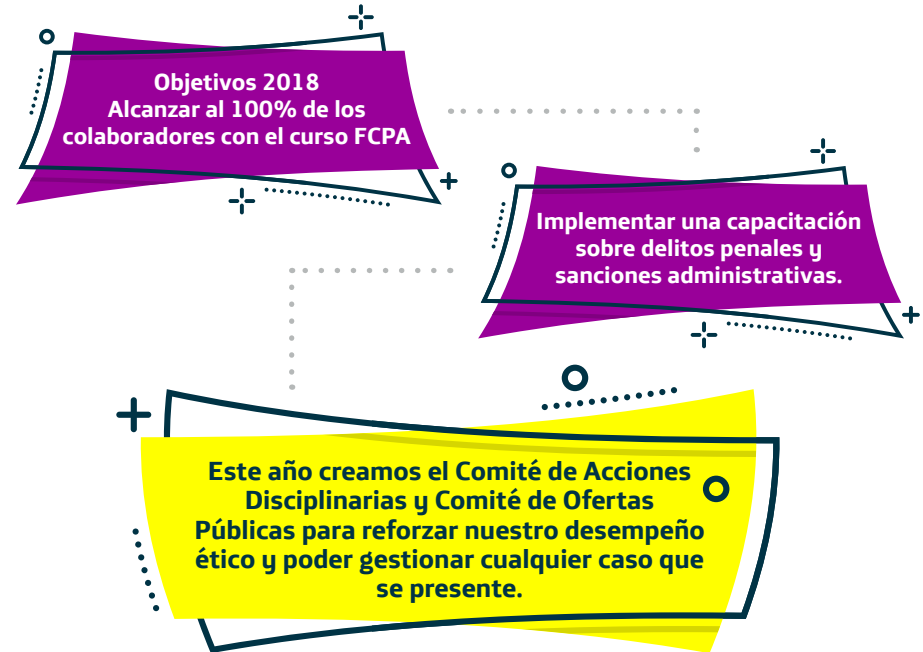 Objetivos 2018
Alcanzar al 100% de los
colaboradores con el curso FCPA
Implementar una capacitación
sobre delitos penales y
sanciones administrativas.
Este año creamos el Comité de Acciones
Disciplinarias y Comité de Ofertas
Públicas para reforzar nuestro desempeño
ético y poder gestionar cualquier caso que
se presente.